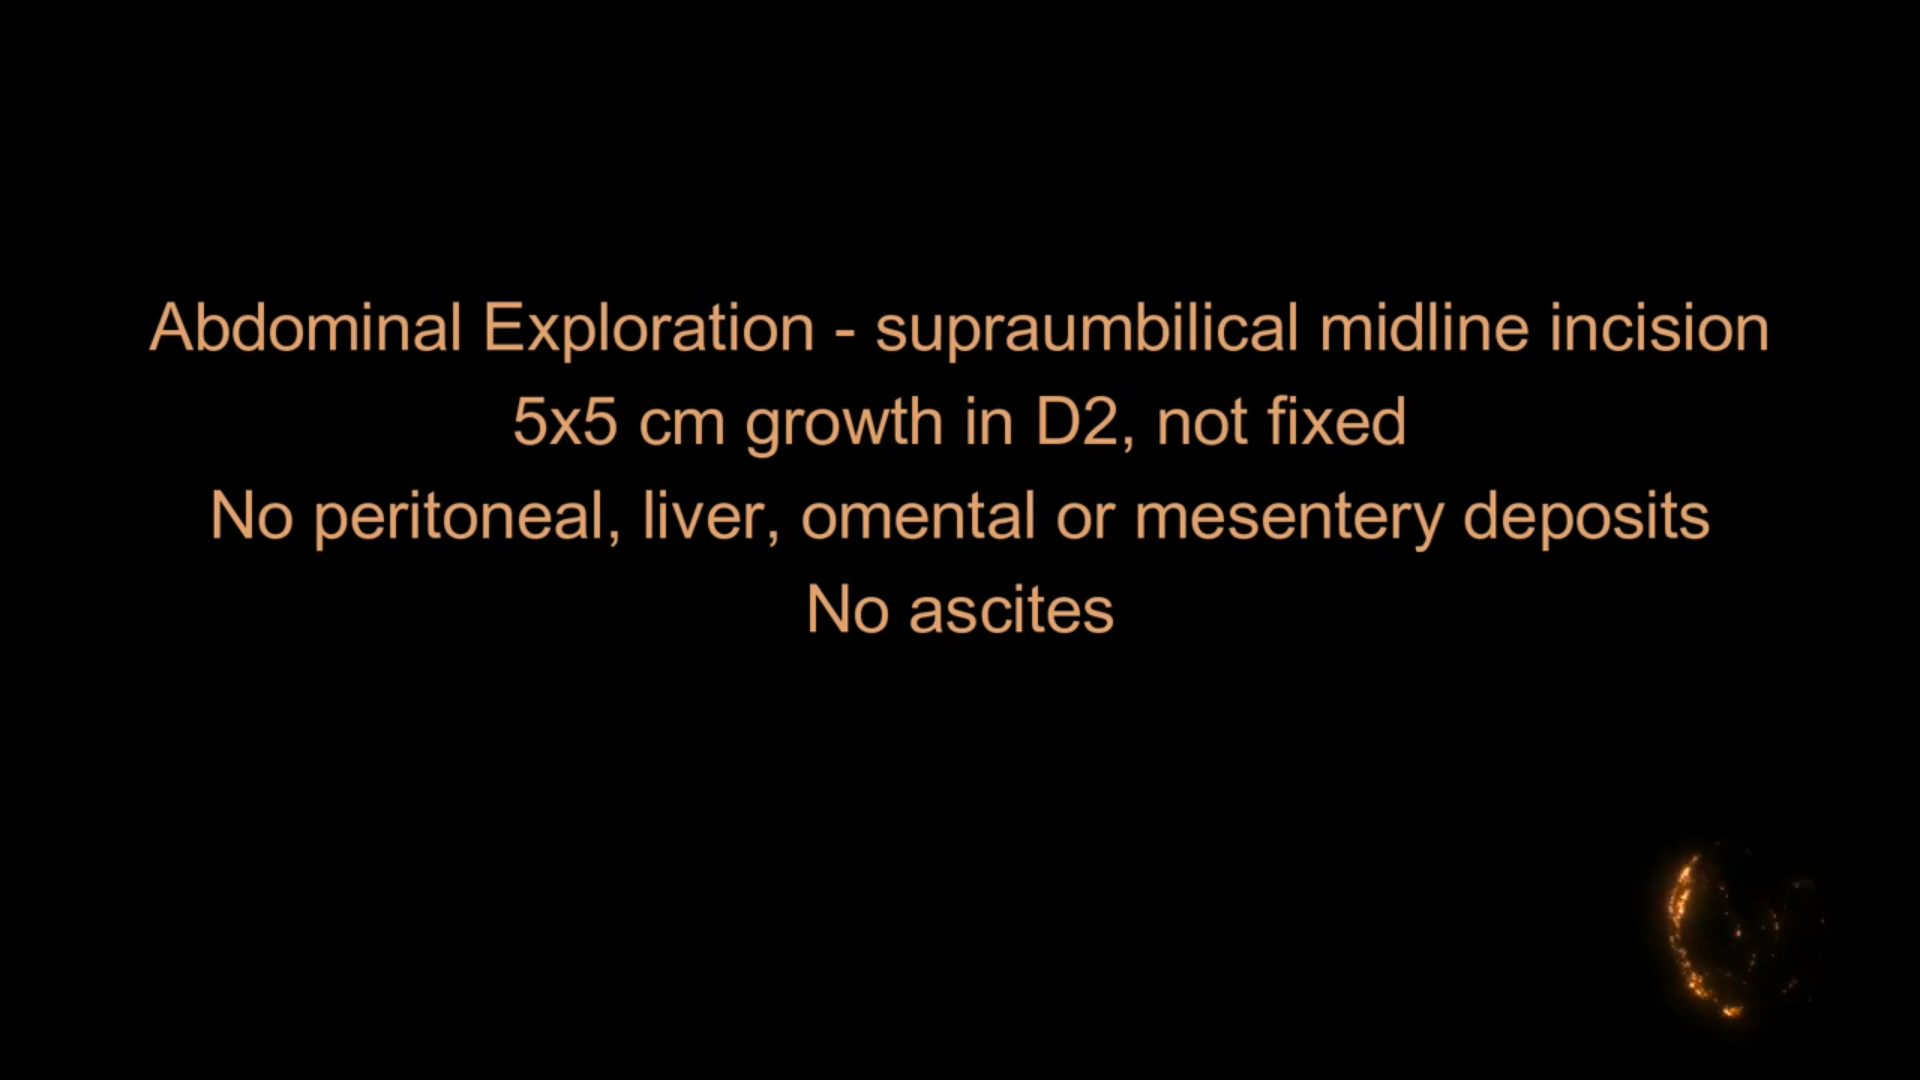 Abdominal Exploration - supraumbilical midline incision
5x5 cm growth in D2, not fixed
No peritoneal, liver, omental or mesentery deposits
No ascites